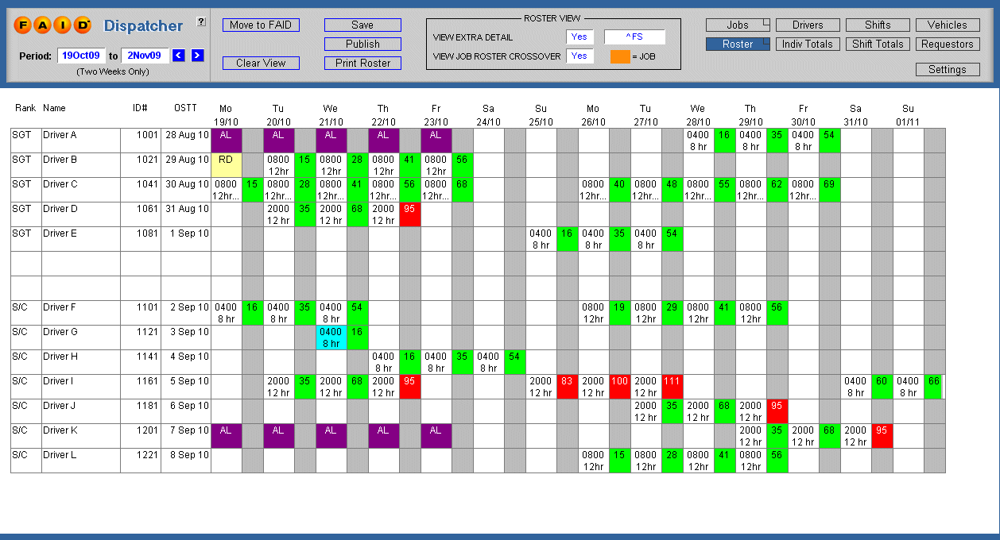 FAID Dispatcher ?
Period: 19Oct09 to 2Nov09 < >
(Two Weeks Only)
Move to FAID
Clear View
Save
Publish
Print Roster
ROSTER VIEW
VIEW EXTRA DETAIL Yes ^FS
VIEW JOB ROSTER CROSSOVER Yes = JOB
Jobs Drivers Shifts Vehicles
Roster Indiv Totals Shift Totals Requestors
Settings
Rank Name ID# OSTT Mo Tu We Th Fr Sa Su Mo Tu We Th Fr Sa Su
19/10 20/10 21/10 22/10 23/10 24/10 25/10 26/10 27/10 28/10 29/10 30/10 31/10 01/11
SGT Driver A 1001 28 Aug 10 AL AL AL AL AL 0400 16 0400 35 0400 54
8 hr 8 hr 8 hr
SGT Driver B 1021 29 Aug 10 RD 0800 15 0800 28 0800 41 0800 56
12hr 12hr 12hr 12hr
SGT Driver C 1041 30 Aug 10 0800 15 0800 28 0800 41 0800 56 0800 68 0800 40 0800 48 0800 55 0800 62 0800 69
12hr... 12hr... 12hr... 12hr... 12hr... 12hr... 12hr... 12hr... 12hr... 12hr...
SGT Driver D 1061 31 Aug 10 2000 35 2000 68 2000 95
12 hr 12 hr 12 hr
SGT Driver E 1081 1 Sep 10 0400 16 0400 35 0400 54
8 hr 8 hr 8 hr
S/C Driver F 1101 2 Sep 10 0400 16 0400 35 0400 54 0800 19 0800 29 0800 41 0800 56
8 hr 8 hr 8 hr 12hr 12hr 12hr 12hr
S/C Driver G 1121 3 Sep 10 0400 16
8 hr
S/C Driver H 1141 4 Sep 10 0400 16 0400 35 0400 54
8 hr 8 hr 8 hr
S/C Driver I 1161 5 Sep 10 2000 35 2000 68 2000 95 2000 83 2000 100 2000 111 0400 60 0400 66
12 hr 12 hr 12 hr 12 hr 12 hr 12 hr 8 hr 8 hr
S/C Driver J 1181 6 Sep 10 2000 35 2000 68 2000 95
12 hr 12 hr 12 hr
S/C Driver K 1201 7 Sep 10 AL AL AL AL AL 2000 35 2000 68 2000 95
12 hr 12 hr 12 hr
S/C Driver L 1221 8 Sep 10 0800 15 0800 28 0800 41 0800 56
12hr 12hr 12hr 12hr